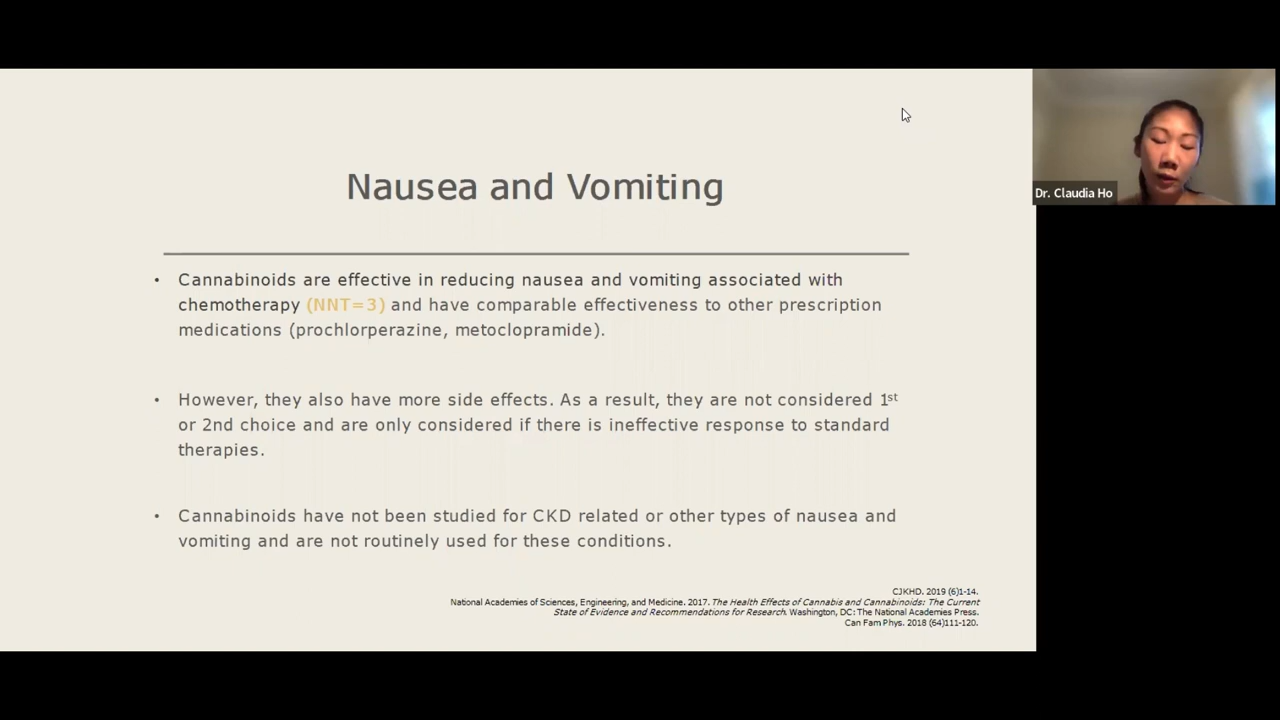 Nausea and Vomiting
• Cannabinoids are effective in reducing nausea and vomiting associated with
chemotherapy (NNT=3) and have comparable effectiveness to other prescription
medications (prochlorperazine, metoclopramide).
• However, they also have more side effects. As a result, they are not considered 1st
or 2nd choice and are only considered if there is ineffective response to standard
therapies.
• Cannabinoids have not been studied for CKD related or other types of nausea and
vomiting and are not routinely used for these conditions.
CJKHD. 2019 (6)1-14.
National Academies of Sciences, Engineering, and Medicine. 2017. The Health Effects of Cannabis and Cannabinoids: The Current
State of Evidence and Recommendations for Research. Washington, DC: The National Academies Press.
Can Fam Phys. 2018 (64)111-120.
Dr. Claudia Ho